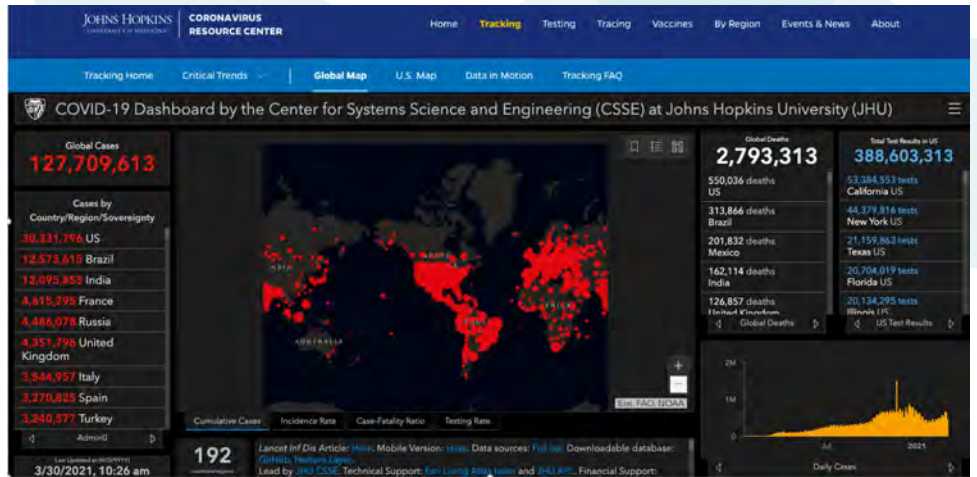 JOHNS HOPKINS
CORONAVIRUS
RESOURCE CENTER
Home Tracking Testing Tracing Vaccines By Region Events & News About
Tracking Home Critical Trends Global Map U.S. Map Data in Motion Tracking FAQ
COVID-19 Dashboard by the Center for Systems Science and Engineering (CSSE) at Johns Hopkins University (JHU)
Global Cases
127,709,613
Cases by
Country/Region/Sovereignty
30,331,796 US
12,573,615 Brazil
12,095,855 India
4,615,295 France
4,486,078 Russia
4,351,796 United
Kingdom
3,544,957 Italy
3,270,825 Spain
3,240,577 Turkey
Admin0
3/30/2021, 10:26 am
AUSTRALIA
Esri, FAO, NOAA
Cumulative Cases Incidence Rate Case-Fatality Ratio Testing Rate
192
Lancet Inf Dis Article: Here. Mobile Version: Here. Data sources: Full list. Downloadable database:
Lead by JHU CSSE. Technical Support: Esri Living Atlas team and JHU APL. Financial Support:
Global Deaths
2,793,313
550,036 deaths
US
313,866 deaths
Brazil
201,832 deaths
Mexico
162,114 deaths
India
126,857 deaths
United Kingdom
Global Deaths
Total Test Results in US
388,603,313
53,384,553 tests
California US
44,379,816 tests
New York US
21,159,863 tests
Texas US
20,704,019 tests
Florida US
20,134,295 tests
Illinois US
US Test Results
2M
1M
0
Jul 2021
Daily Cases